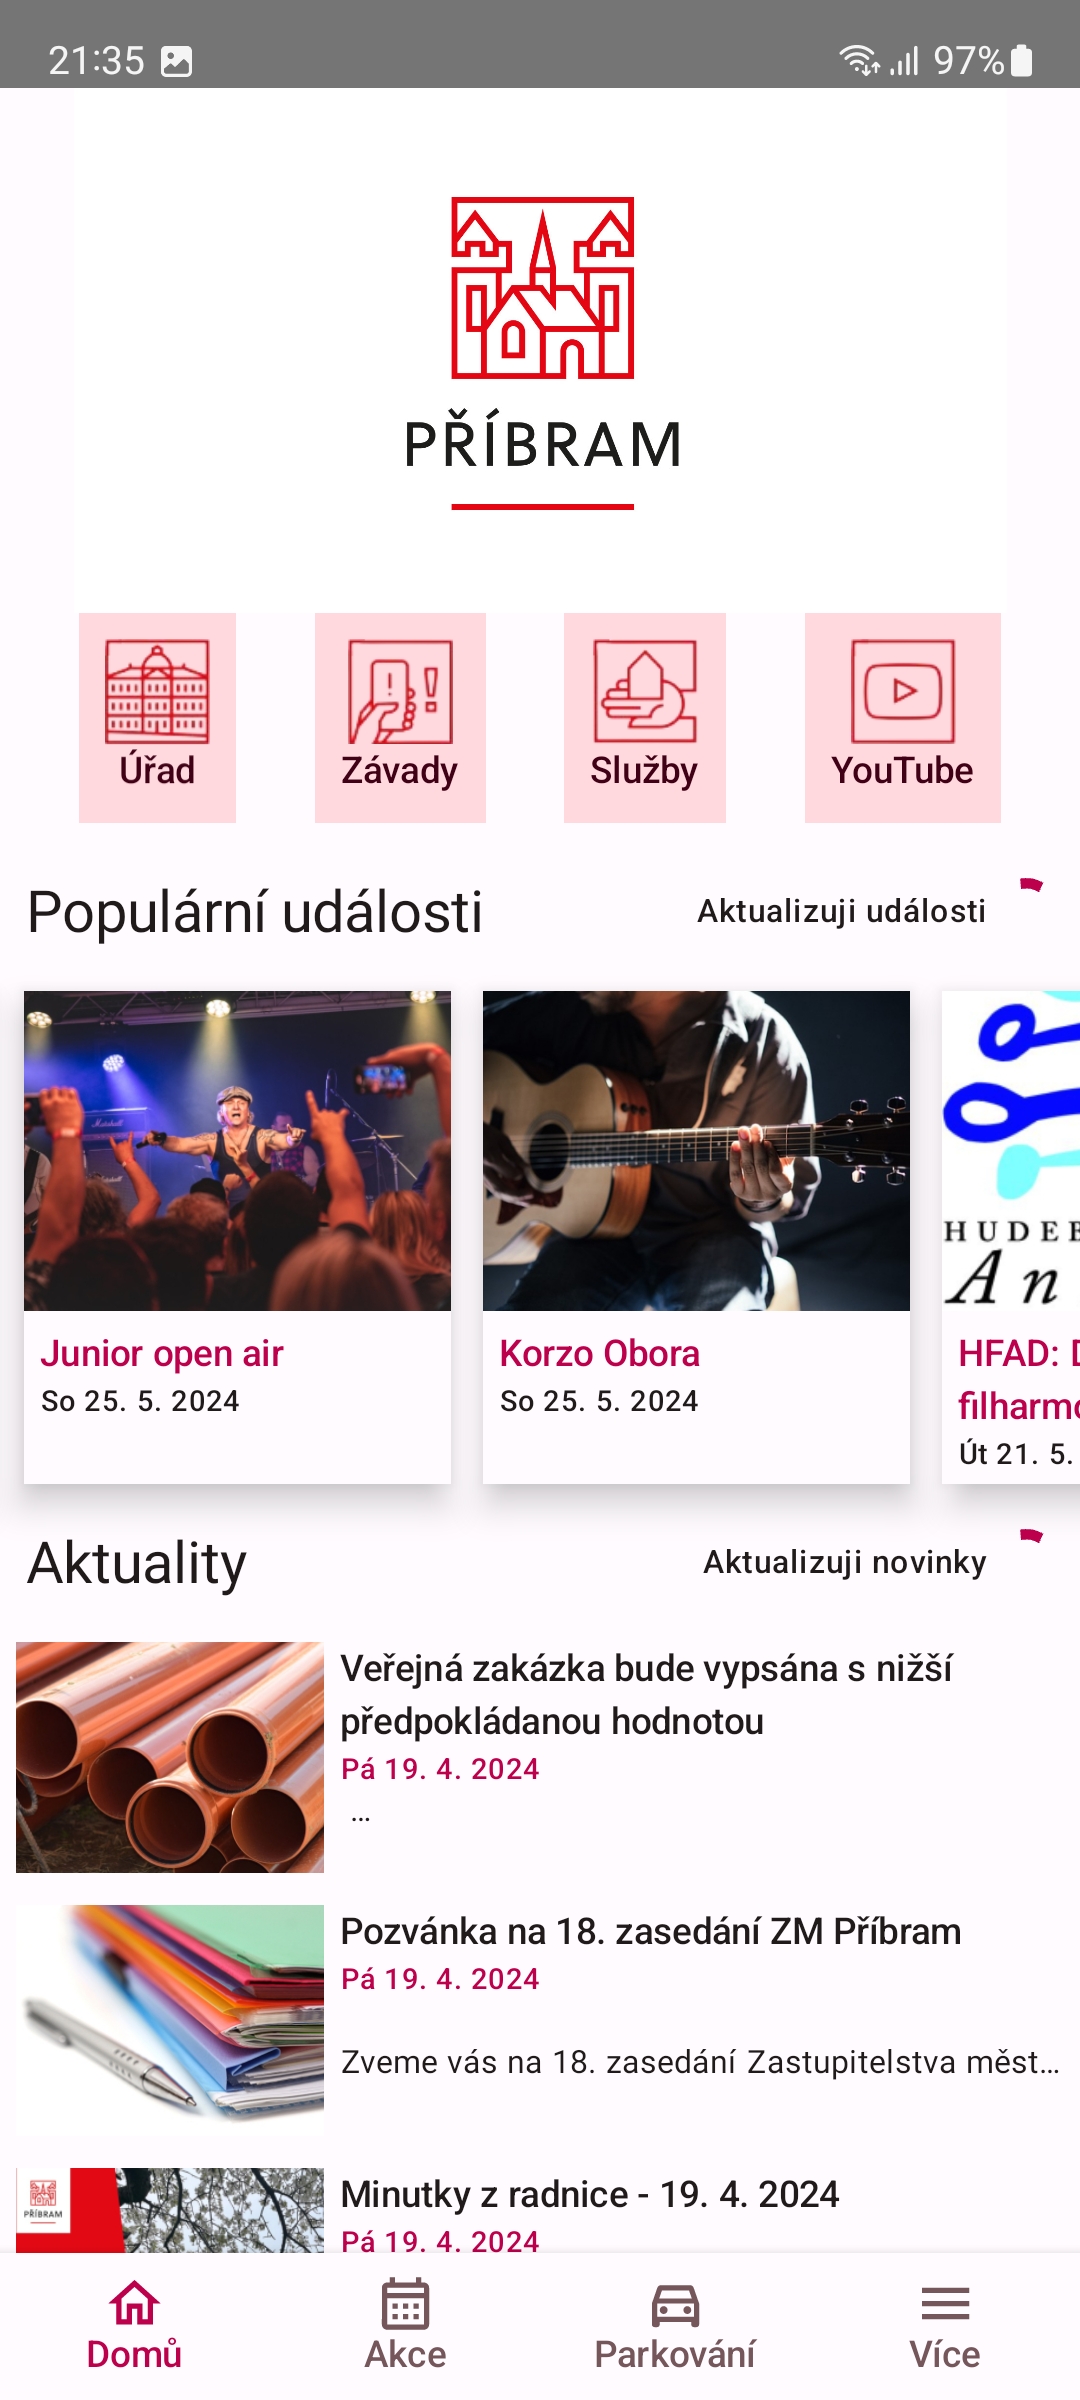 21:35
97%
PŘÍBRAM
Úřad
Závady
Služby
YouTube
Populární události
Aktualizuji události
HUDEB
An
Junior open air
So 25. 5. 2024
Korzo Obora
So 25. 5. 2024
HFAD: D
filharmo
Út 21. 5.
Aktuality
Aktualizuji novinky
Veřejná zakázka bude vypsána s nižší
předpokládanou hodnotou
Pá 19. 4. 2024
...
Pozvánka na 18. zasedání ZM Příbram
Pá 19. 4. 2024
Zveme vás na 18. zasedání Zastupitelstva měst...
PŘÍBRAM
Minutky z radnice - 19. 4. 2024
Pá 19. 4. 2024
Domů
Akce
Parkování
Více